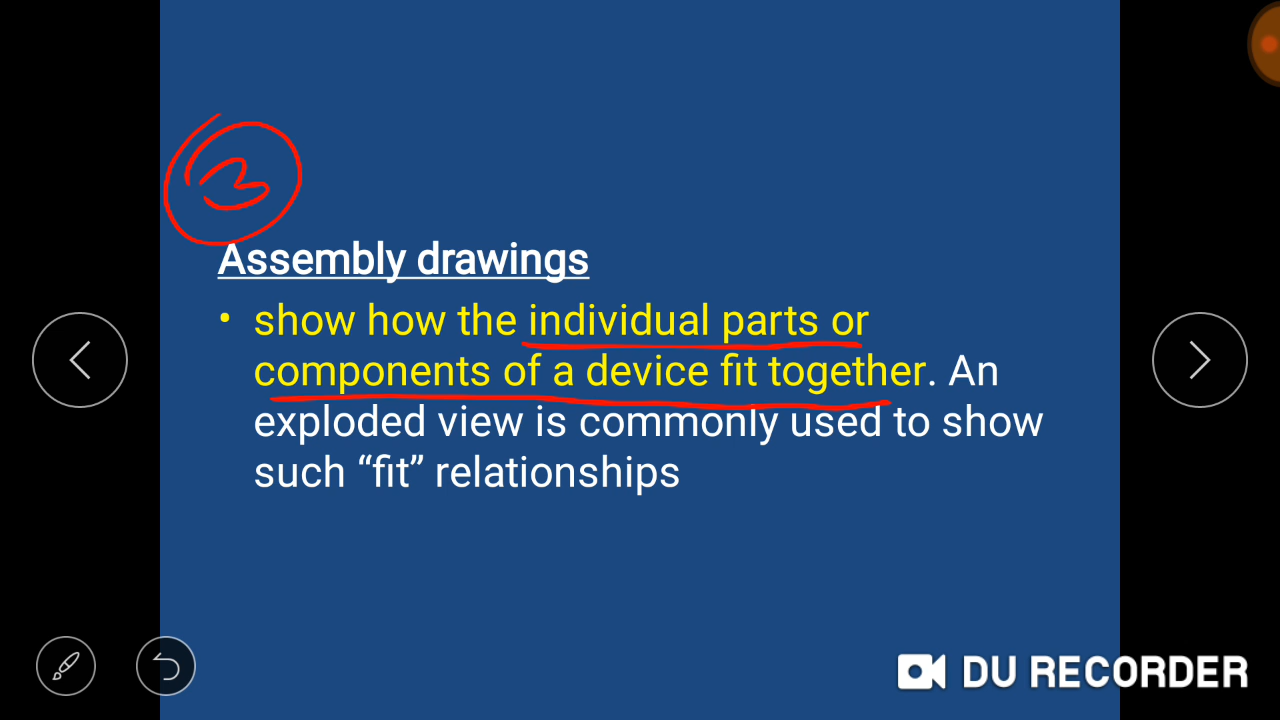 3
Assembly drawings
• show how the individual parts or
components of a device fit together. An
exploded view is commonly used to show
such “fit” relationships
DU RECORDER